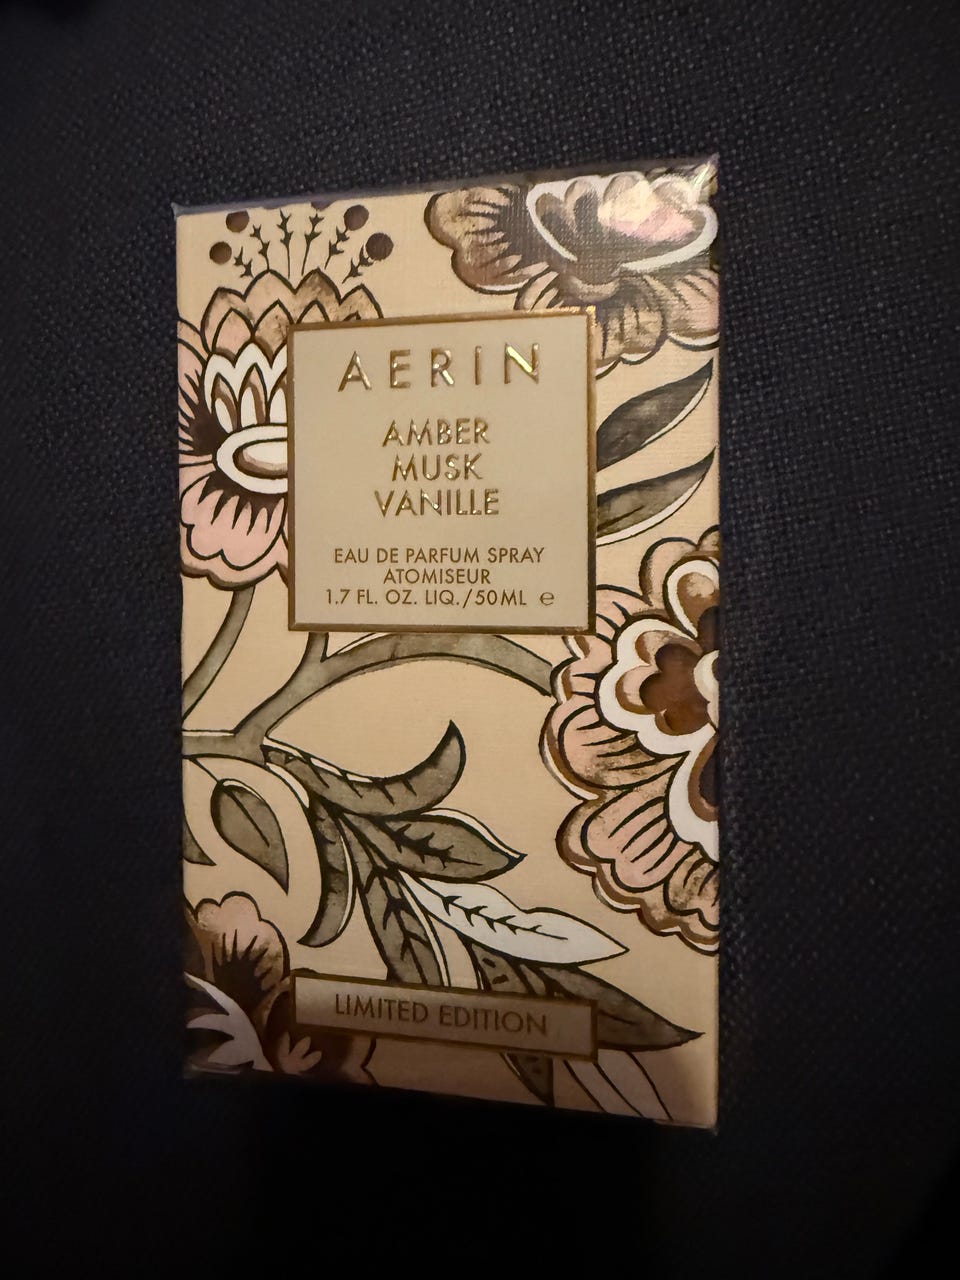 AERIN
AMBER
MUSK
VANILLE
EAU DE PARFUM SPRAY
ATOMISEUR
1.7 FL. OZ. LIQ./50ML ℮
LIMITED EDITION